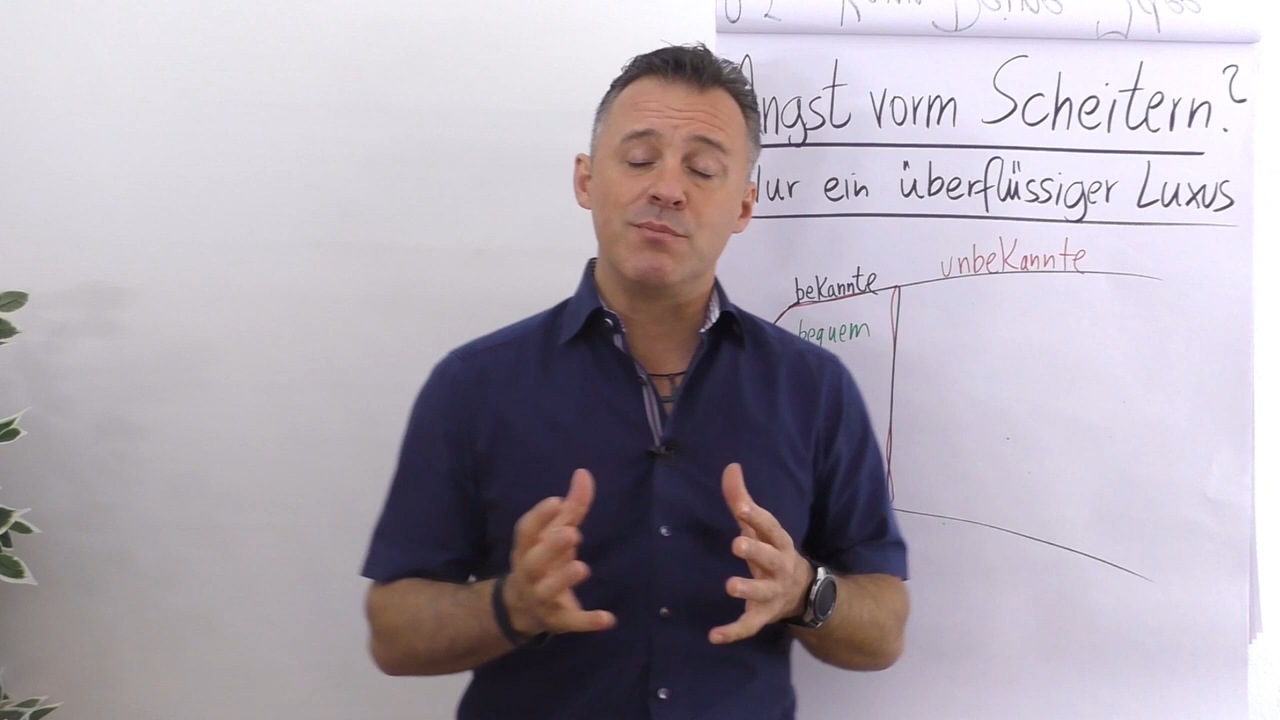 Angst vorm Scheitern?
Nur ein überflüssiger Luxus
unbekannte
bekannte
bequem